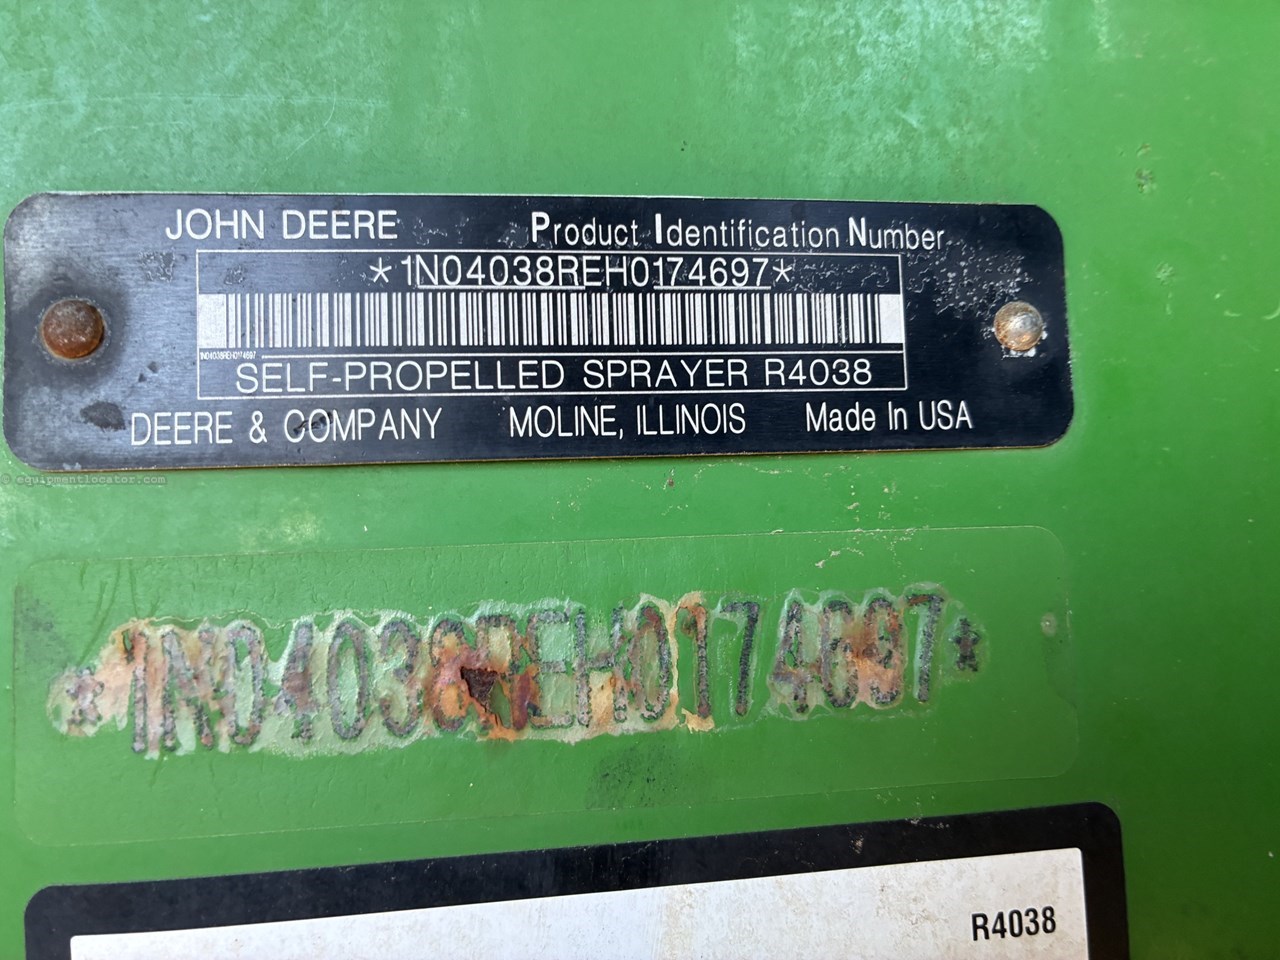 JOHN DEERE Product Identification Number
*1N04038REH0174697*
1N04038REH0174697
SELF-PROPELLED SPRAYER R4038
DEERE & COMPANY MOLINE, ILLINOIS Made In USA
© equipmentlocator.com
*1N04038REH0174697*
R4038